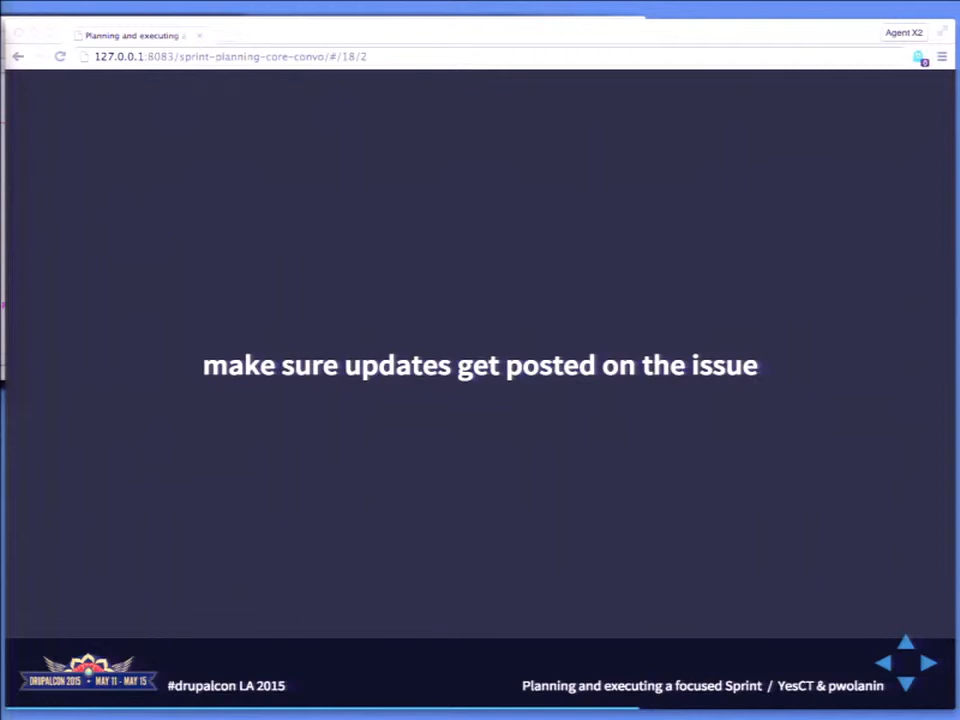 Planning and executing a
Agent X2
127.0.0.1:8083/sprint-planning-core-convo/#/18/2
make sure updates get posted on the issue
DRUPALCON 2015 • MAY 11 - MAY 15
#drupalcon LA 2015
Planning and executing a focused Sprint / YesCT & pwolanin